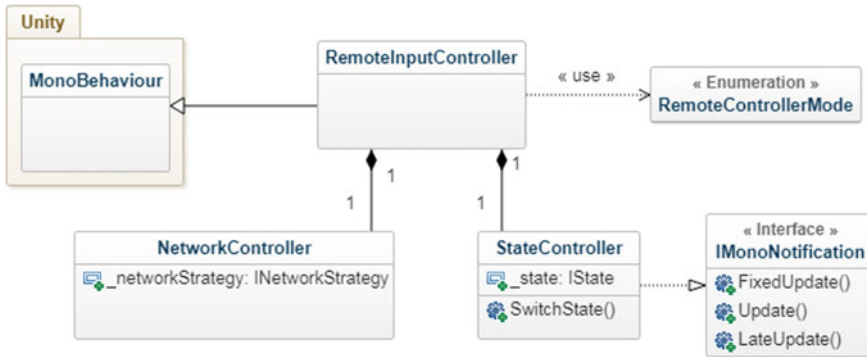 Unity
MonoBehaviour
RemoteInputController
« use »
« Enumeration »
RemoteControllerMode
1
1
1
1
NetworkController
_networkStrategy: INetworkStrategy
StateController
_state: IState
SwitchState()
« Interface »
IMonoNotification
FixedUpdate()
Update()
LateUpdate()